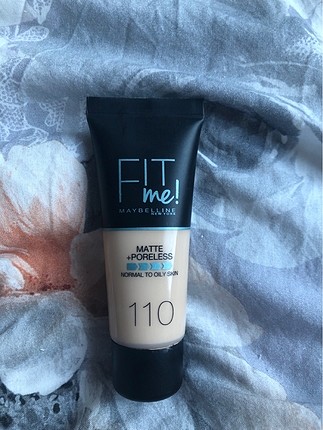 FIT
me!
MAYBELLINE
NEW YORK
MATTE
+PORELESS
NORMAL TO OILY SKIN
110